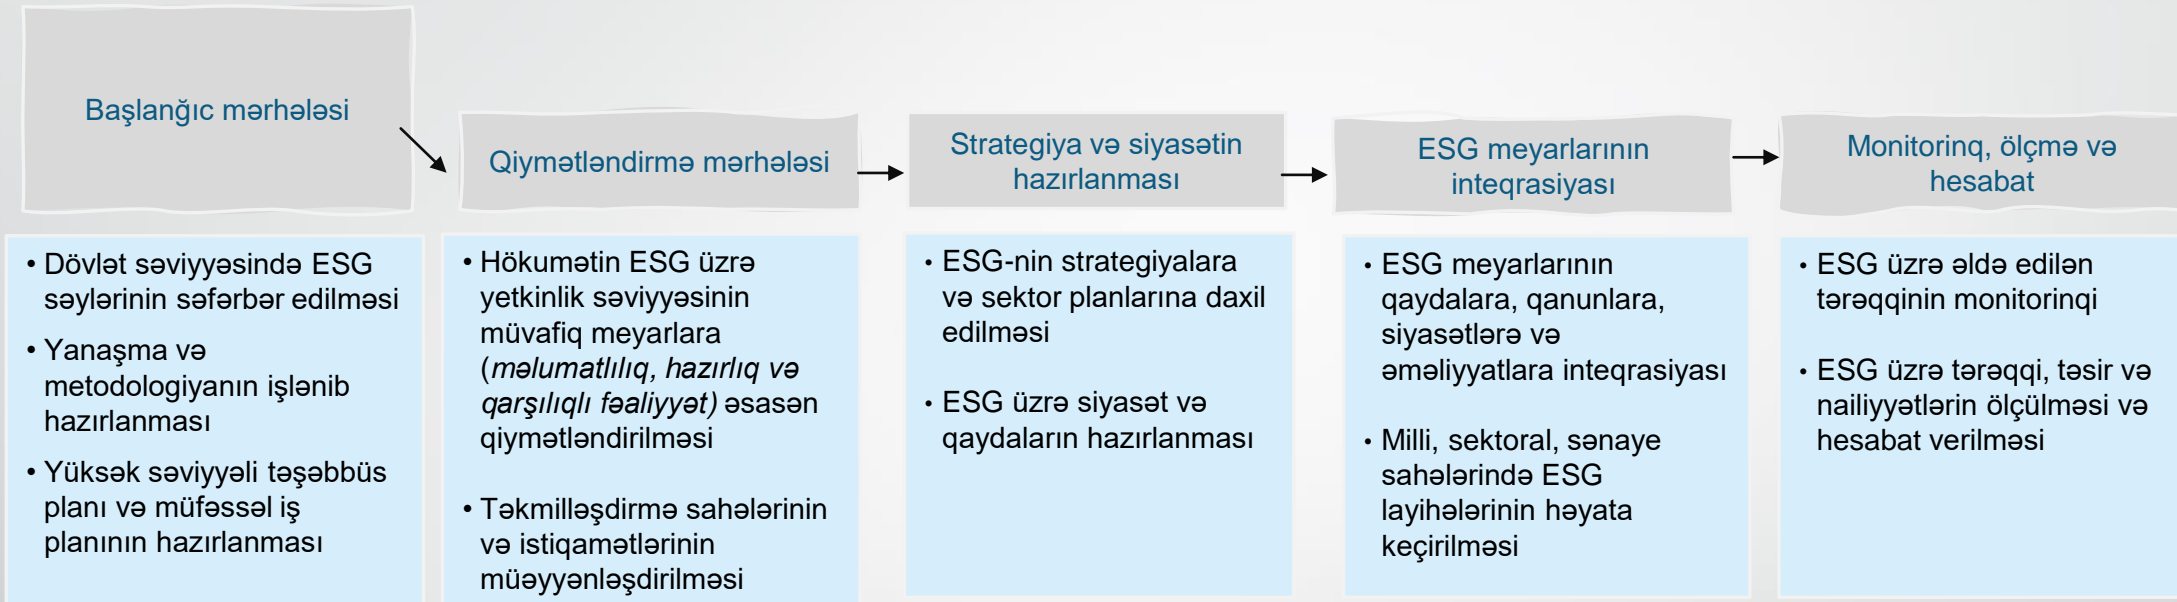 Başlanğıc mərhələsi
Qiymətləndirmə mərhələsi
Strategiya və siyasətin
hazırlanması
ESG meyarlarının
inteqrasiyası
Monitorinq, ölçmə və
hesabat
• Dövlət səviyyəsində ESG
səylərinin səfərbər edilməsi
• Yanaşma və
metodologiyanın işlənib
hazırlanması
• Yüksək səviyyəli təşəbbüs
planı və müfəssəl iş
planının hazırlanması
• Hökumətin ESG üzrə
yetkinlik səviyyəsinin
müvafiq meyarlara
(məlumatlılıq, hazırlıq və
qarşılıqlı fəaliyyət) əsasən
qiymətləndirilməsi
• Təkmilləşdirmə sahələrinin
və istiqamətlərinin
müəyyənləşdirilməsi
• ESG-nin strategiyalara
və sektor planlarına daxil
edilməsi
• ESG üzrə siyasət və
qaydaların hazırlanması
• ESG meyarlarının
qaydalara, qanunlara,
siyasətlərə və
əməliyyatlara inteqrasiyası
• Milli, sektoral, sənaye
sahələrində ESG
layihələrinin həyata
keçirilməsi
• ESG üzrə əldə edilən
tərəqqinin monitorinqi
• ESG üzrə tərəqqi, təsir və
nailiyyətlərin ölçülməsi və
hesabat verilməsi